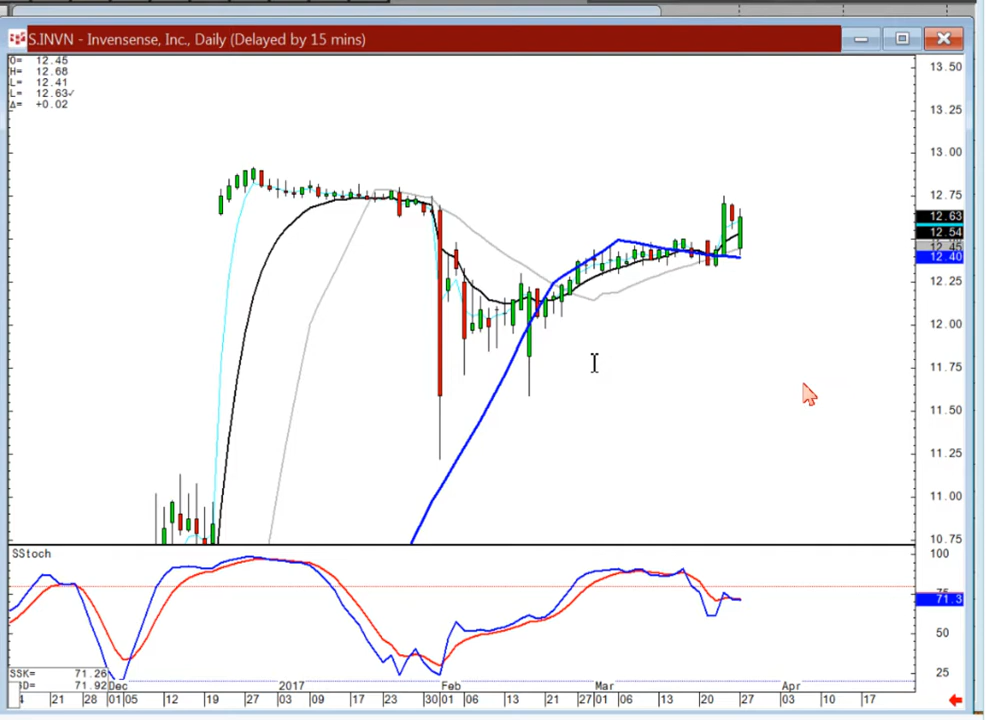 S.INVN - Invensense, Inc., Daily (Delayed by 15 mins)
O= 12.45
H= 12.68
L= 12.41
L= 12.63✓
Δ= +0.02
13.50
13.25
13.00
12.75
12.63
12.54
12.45
12.40
12.25
12.00
11.75
11.50
11.25
11.00
10.75
SStoch
100
75
71.3
50
25
SSK= 71.26
D= 71.92
21 28 Dec 01 05 12 19 27 2017 03 09 17 23 30 Feb 01 06 13 21 27 Mar 01 06 13 20 27 Apr 03 10 17